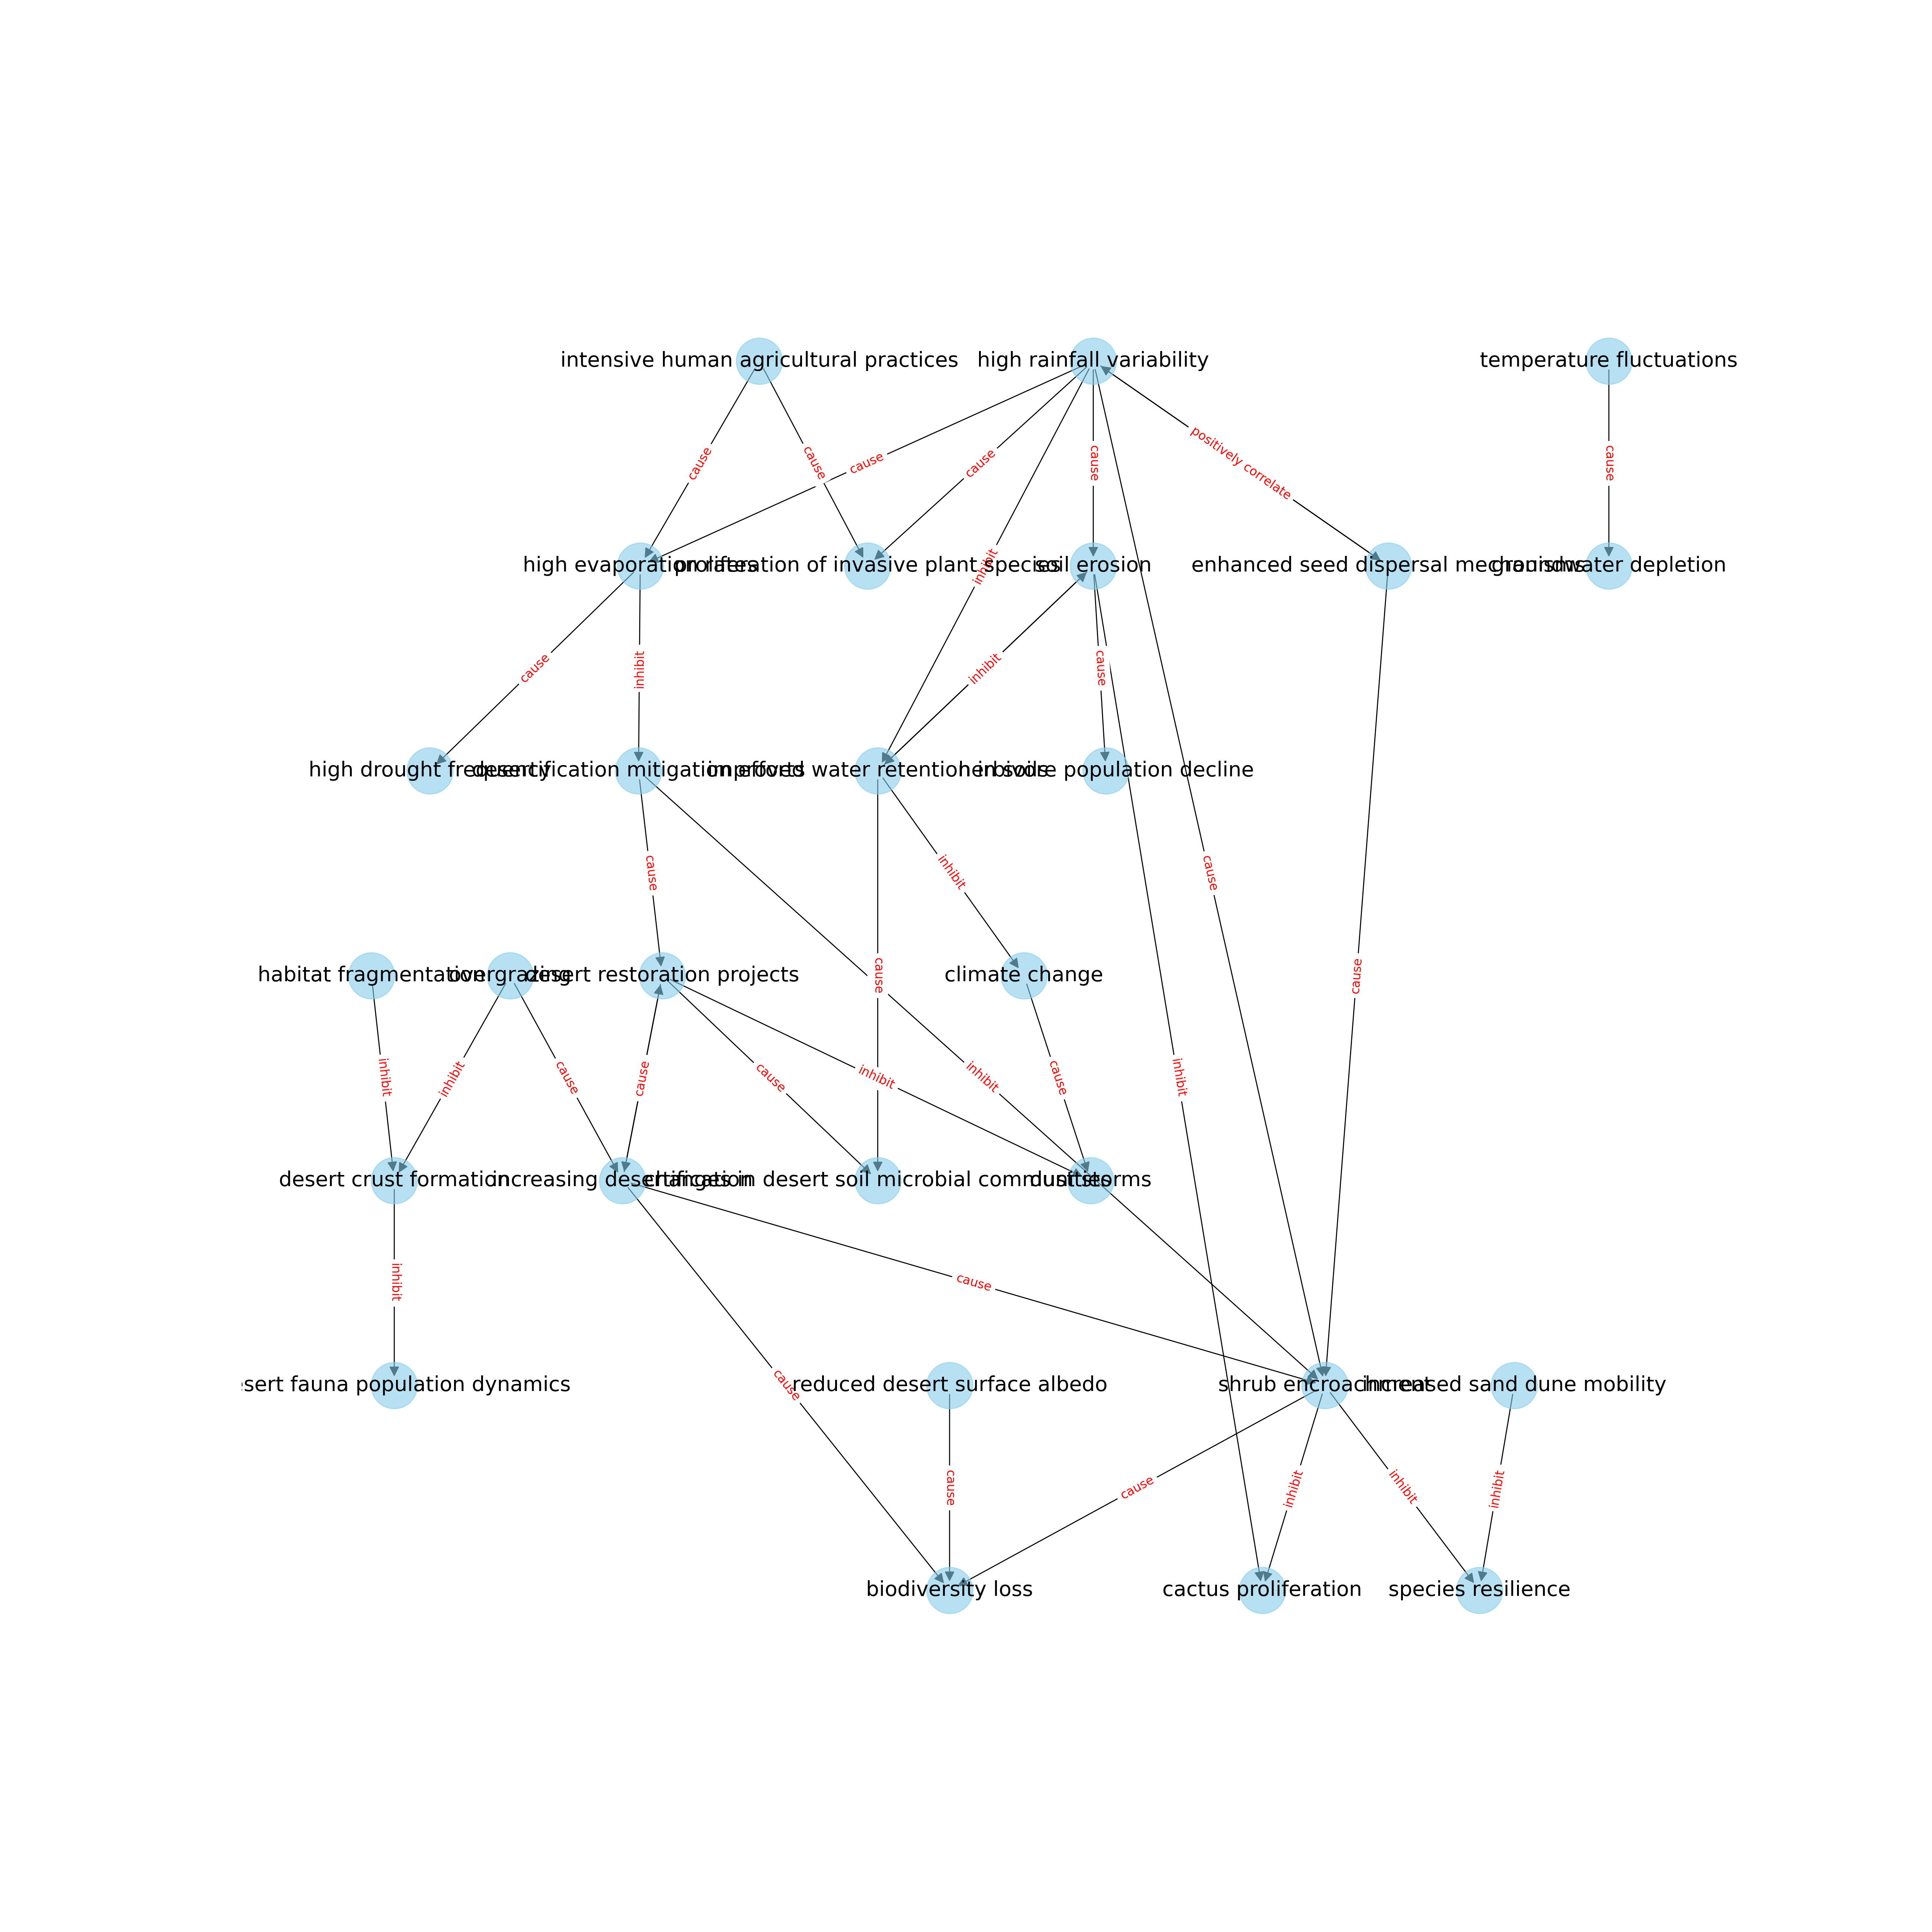 intensive human agricultural practices
high rainfall variability
temperature fluctuations
cause
cause
cause
cause
cause
positively correlate
cause
high evaporation rates
proliferation of invasive plant species
soil erosion
enhanced seed dispersal mechanisms
groundwater depletion
inhibit
cause
inhibit
inhibit
cause
high drought frequency
desertification mitigation efforts
improved water retention in soils
herbivore population decline
cause
inhibit
cause
habitat fragmentation
overgrazing
desert restoration projects
cause
climate change
cause
inhibit
inhibit
cause
cause
cause
inhibit
inhibit
cause
inhibit
desert crust formation
increasing desertification
changes in desert soil microbial communities
dust storms
inhibit
cause
sert fauna population dynamics
cause
reduced desert surface albedo
shrub encroachment
increased sand dune mobility
cause
cause
inhibit
inhibit
inhibit
biodiversity loss
cactus proliferation
species resilience